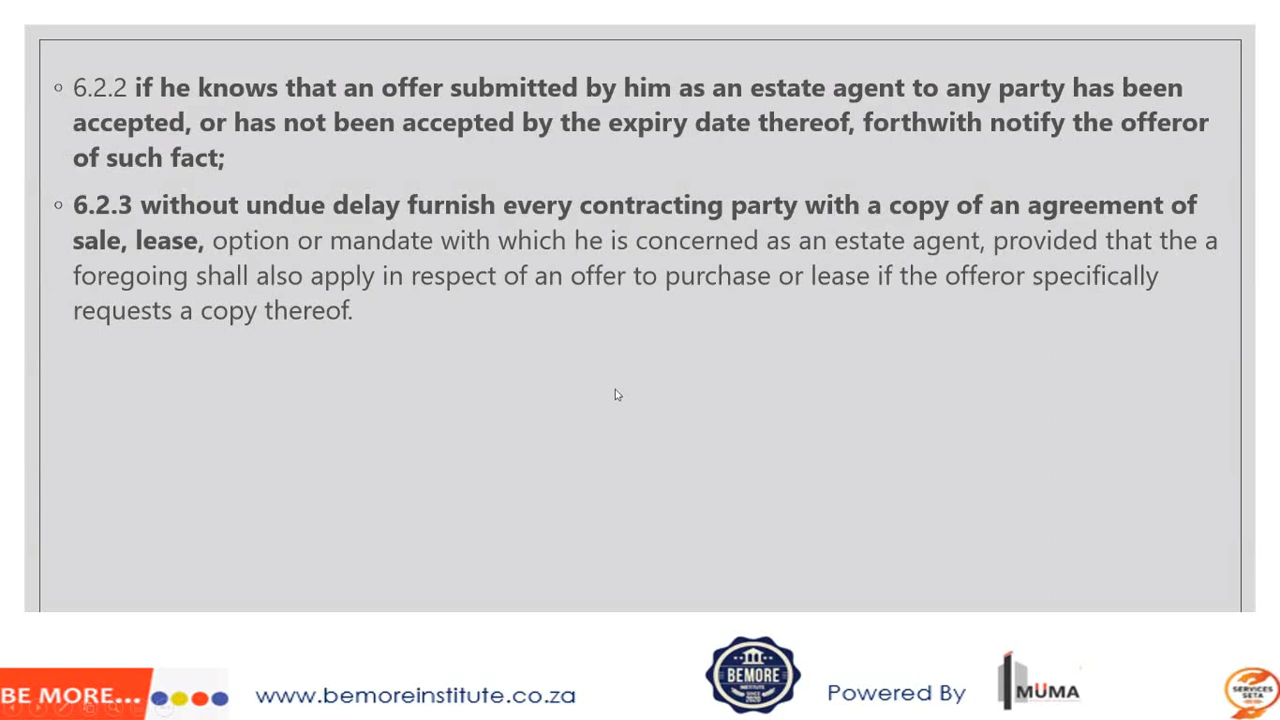 6.2.2 if he knows that an offer submitted by him as an estate agent to any party has been
accepted, or has not been accepted by the expiry date thereof, forthwith notify the offeror
of such fact;
6.2.3 without undue delay furnish every contracting party with a copy of an agreement of
sale, lease, option or mandate with which he is concerned as an estate agent, provided that the a
foregoing shall also apply in respect of an offer to purchase or lease if the offeror specifically
requests a copy thereof.
BE MORE...
www.bemoreinstitute.co.za
BEMORE
INSTITUTE
SINCE
2020
Powered By
MUMA
SERVICES
SETA